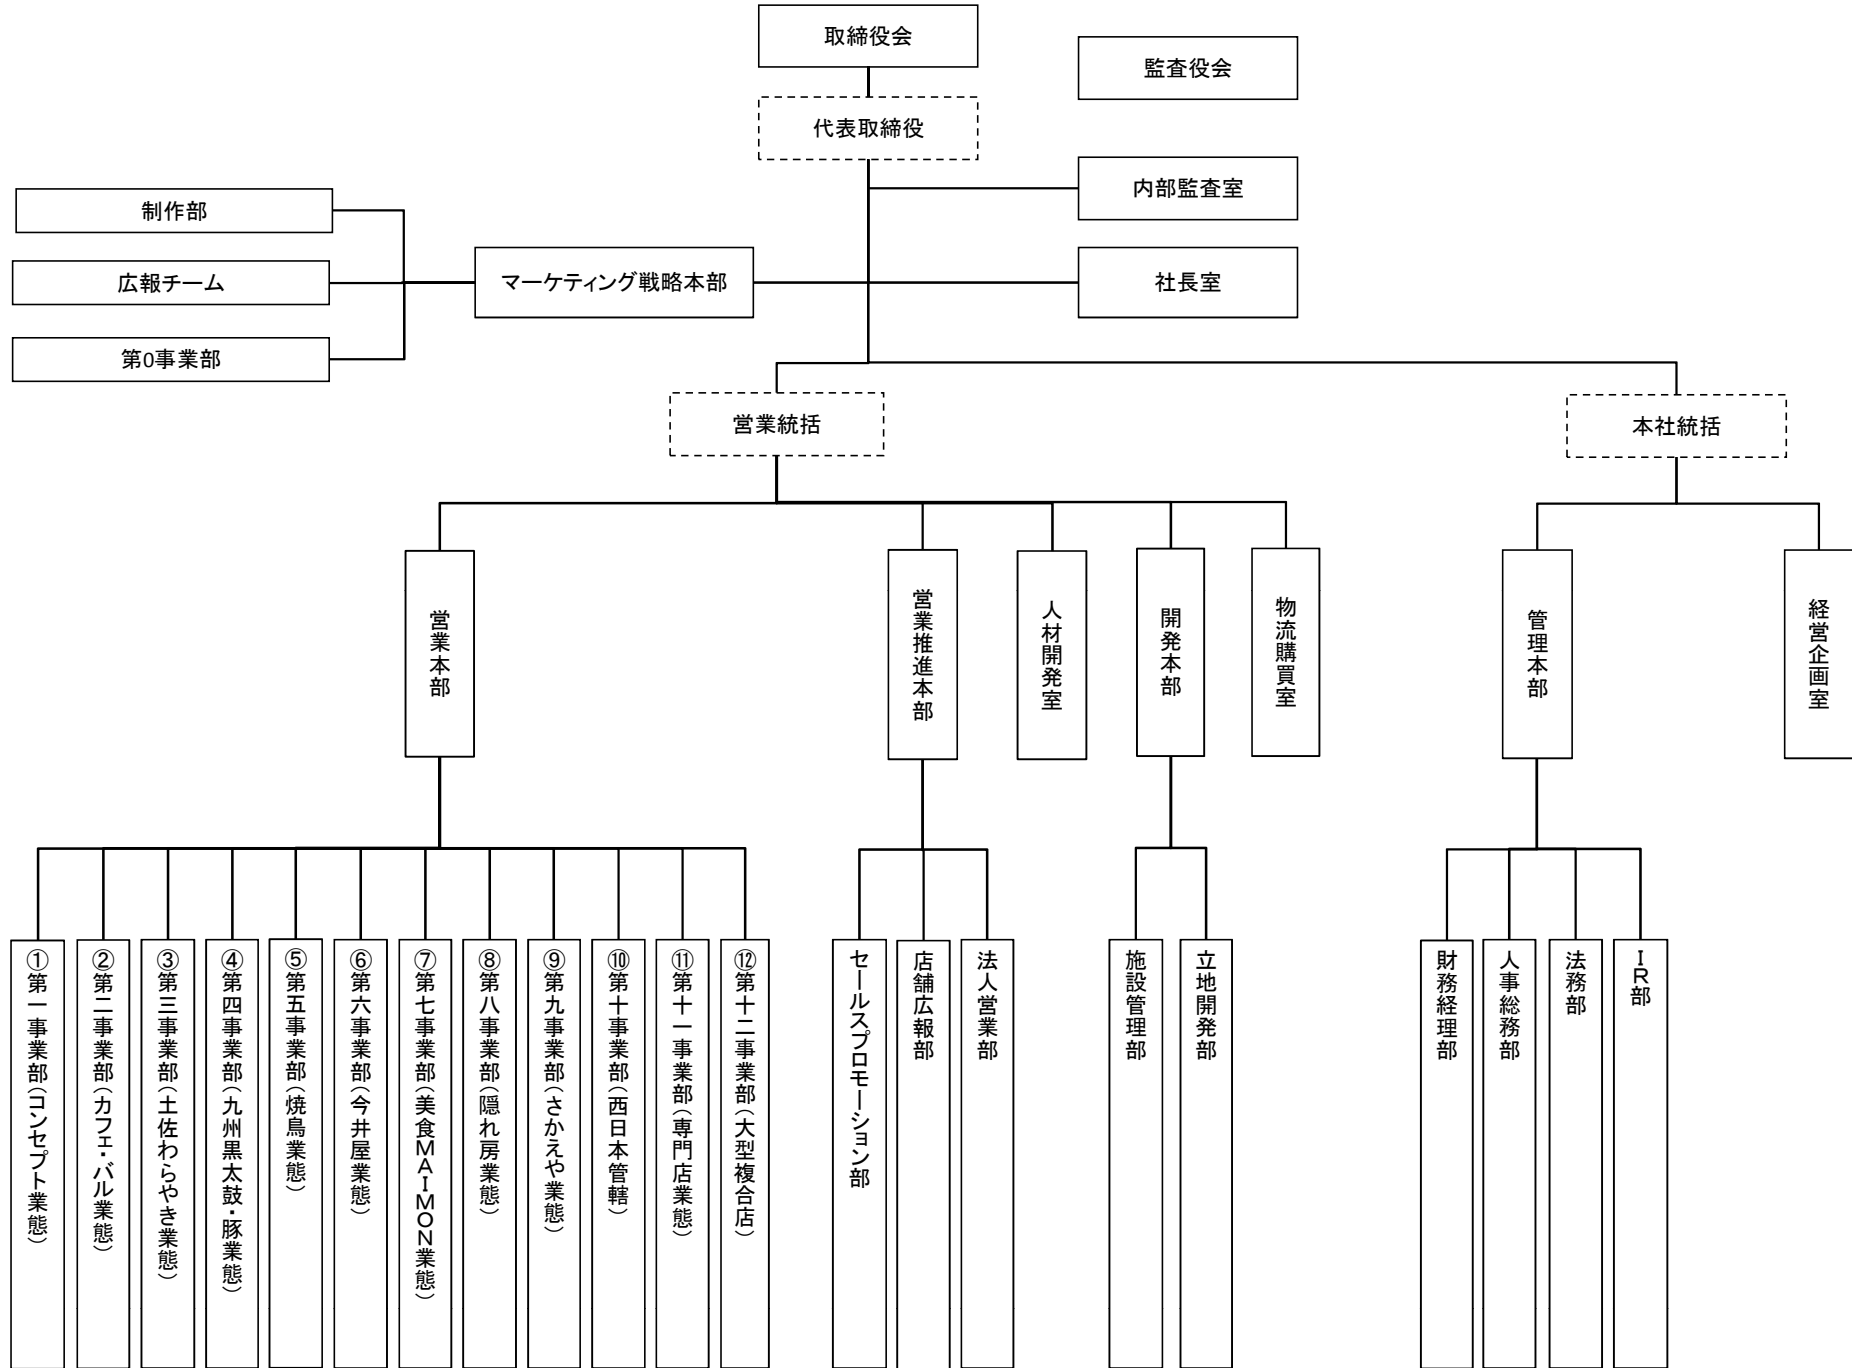 取締役会
監査役会
代表取締役
内部監査室
制作部
広報チーム
マーケティング戦略本部
社長室
第0事業部
営業統括
本社統括
営業本部
営業推進本部
人材開発室
開発本部
物流購買室
管理本部
経営企画室
①第一事業部(コンセプト業態)
②第二事業部(カフェ・バル業態)
③第三事業部(土佐わらやき業態)
④第四事業部(九州黒太鼓・豚業態)
⑤第五事業部(焼鳥業態)
⑥第六事業部(今井屋業態)
⑦第七事業部(美食MAIMON業態)
⑧第八事業部(隠れ房業態)
⑨第九事業部(さかえや業態)
⑩第十事業部(西日本管轄)
⑪第十一事業部(専門店業態)
⑫第十二事業部(大型複合店)
セールスプロモーション部
店舗広報部
法人営業部
施設管理部
立地開発部
財務経理部
人事総務部
法務部
IR部